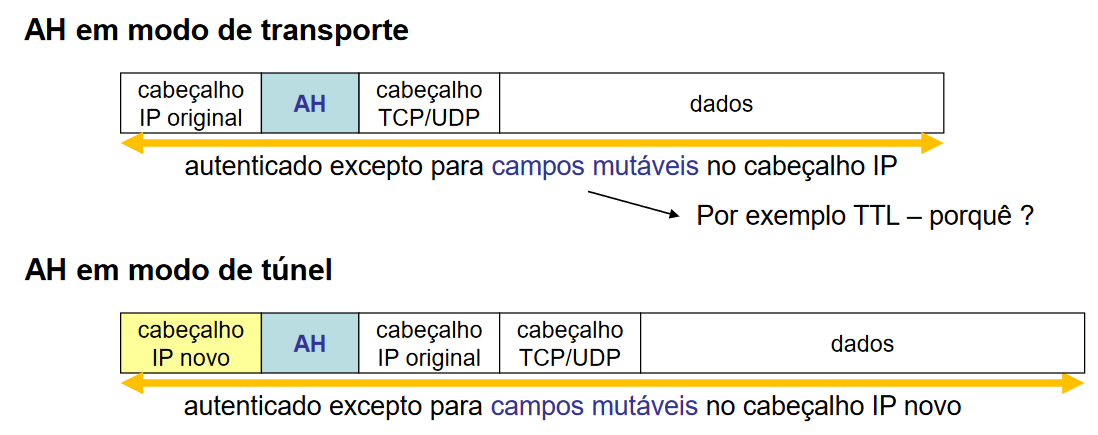 AH em modo de transporte
cabeçalho
IP original
AH
cabeçalho
TCP/UDP
dados
autenticado excepto para campos mutáveis no cabeçalho IP
Por exemplo TTL – porquê ?
AH em modo de túnel
cabeçalho
IP novo
AH
cabeçalho
IP original
cabeçalho
TCP/UDP
dados
autenticado excepto para campos mutáveis no cabeçalho IP novo